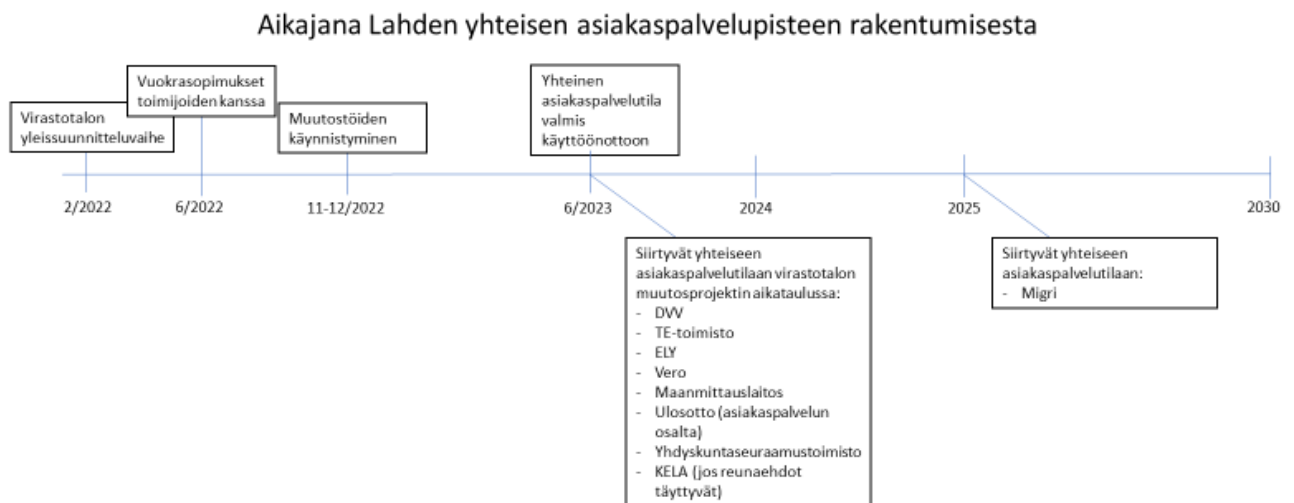 Aikajana Lahden yhteisen asiakaspalvelupisteen rakentumisesta
Virastotalon
yleissuunnitteluvaihe
Vuokrasopimukset
toimijoiden kanssa
Muutostöiden
käynnistyminen
Yhteinen
asiakaspalvelutila
valmis
käyttöönottoon
2/2022
6/2022
11-12/2022
6/2023
2024
2025
2030
Siirtyvät yhteiseen
asiakaspalvelutilaan virastotalon
muutosprojektin aikataulussa:
- DVV
- TE-toimisto
- ELY
- Vero
- Maanmittauslaitos
- Ulosotto (asiakaspalvelun
osalta)
- Yhdyskuntaseuraamustoimisto
- KELA (jos reunaehdot
täyttyvät)
Siirtyvät yhteiseen
asiakaspalvelutilaan:
- Migri